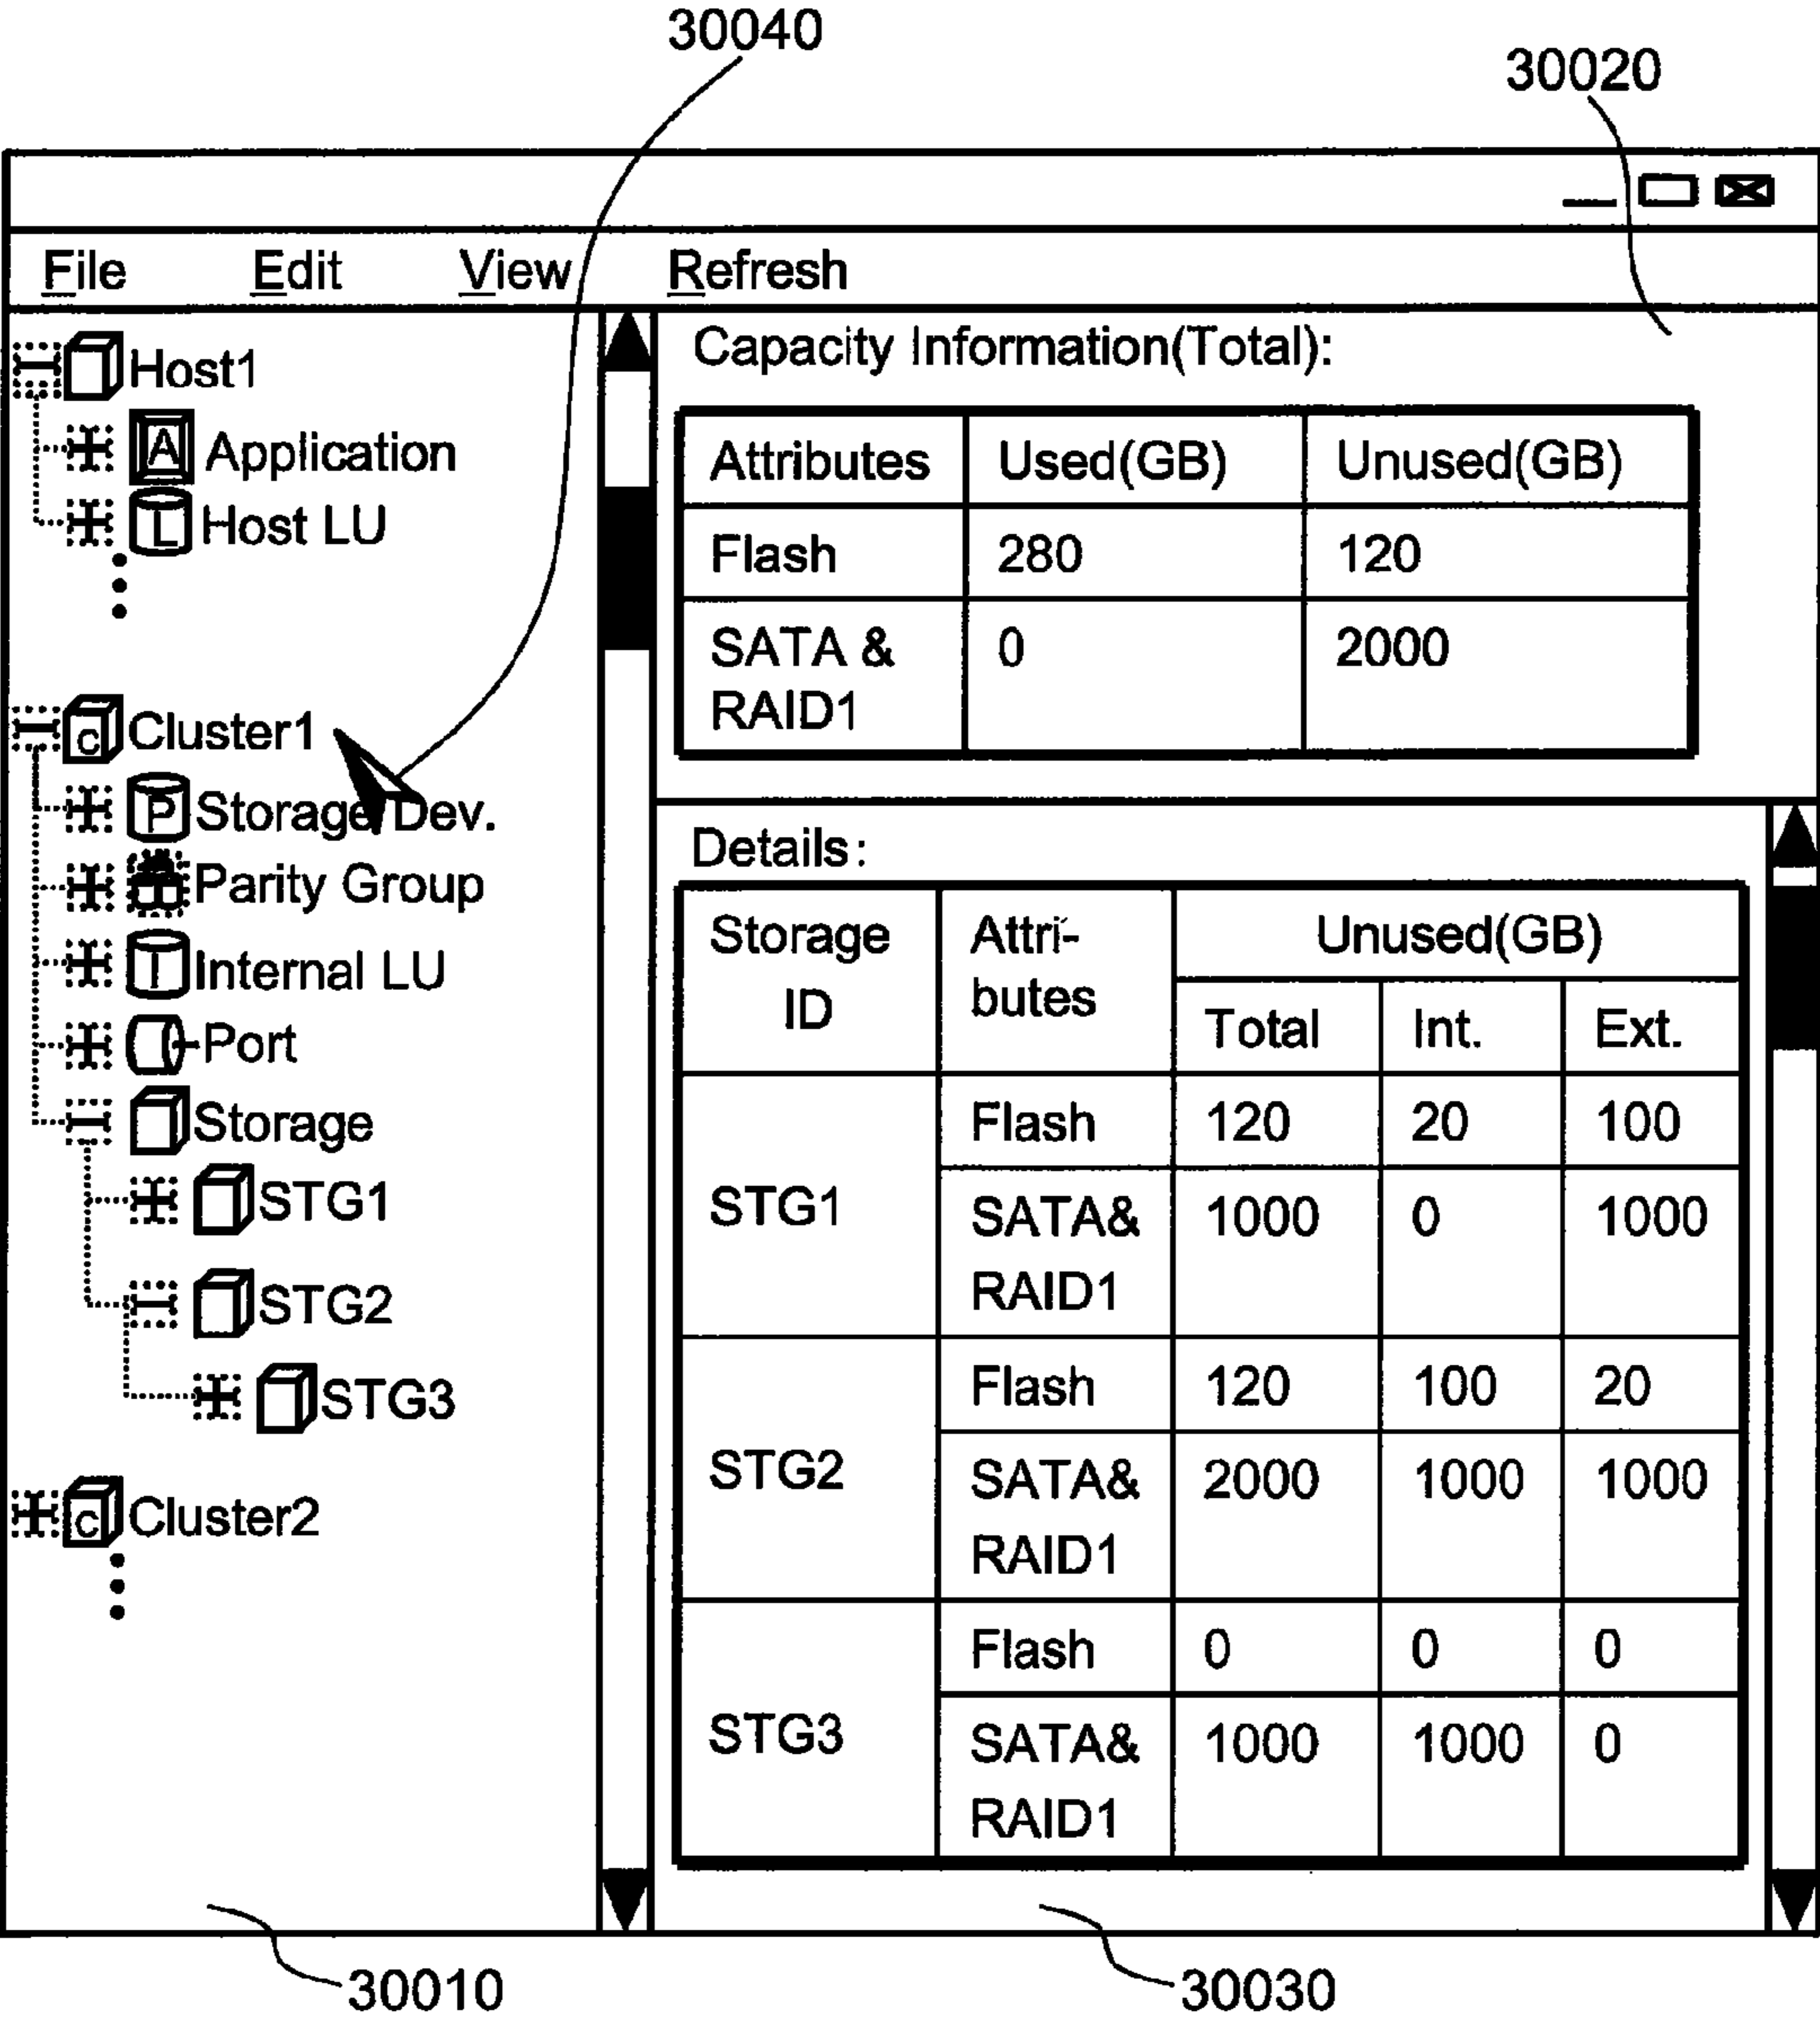 30040
30020
File Edit View Refresh
Host1
A Application
L Host LU
C Cluster1
P Storage Dev.
Parity Group
I Internal LU
Port
Storage
STG1
STG2
STG3
C Cluster2
Capacity Information(Total):
Attributes Used(GB) Unused(GB)
Flash 280 120
SATA & 0 2000
RAID1
Details:
Storage Attri- Unused(GB)
ID butes Total Int. Ext.
STG1 Flash 120 20 100
SATA& 1000 0 1000
RAID1
STG2 Flash 120 100 20
SATA& 2000 1000 1000
RAID1
STG3 Flash 0 0 0
SATA& 1000 1000 0
RAID1
30010
30030